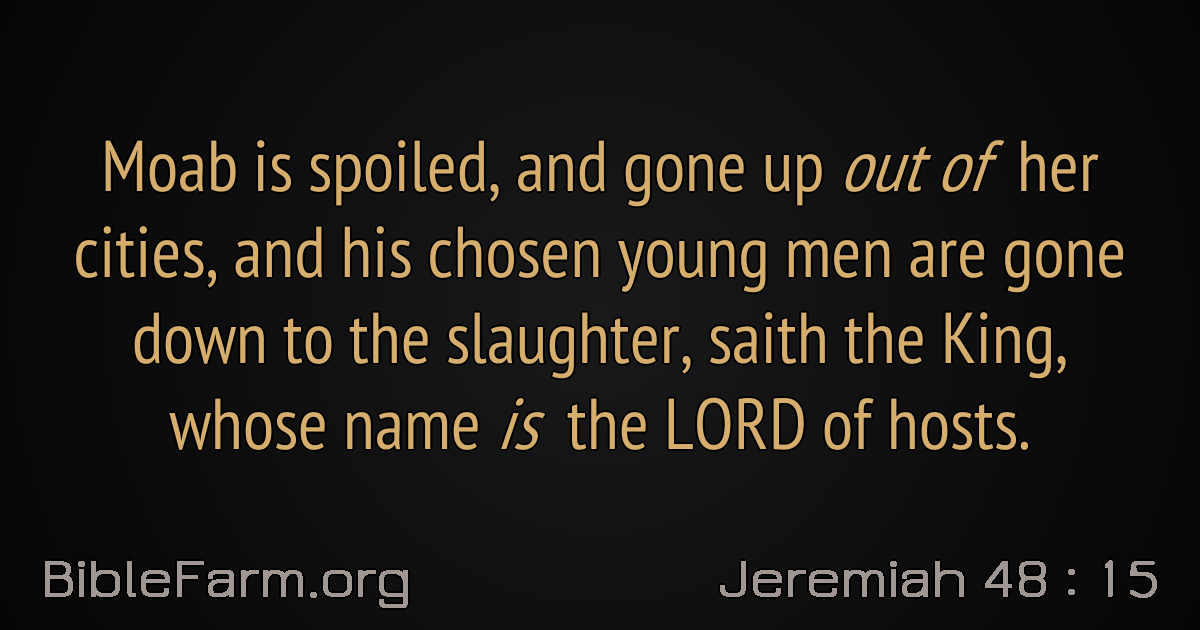 Moab is spoiled, and gone up out of her
cities, and his chosen young men are gone
down to the slaughter, saith the King,
whose name is the LORD of hosts.
BibleFarm.org
Jeremiah 48 : 15